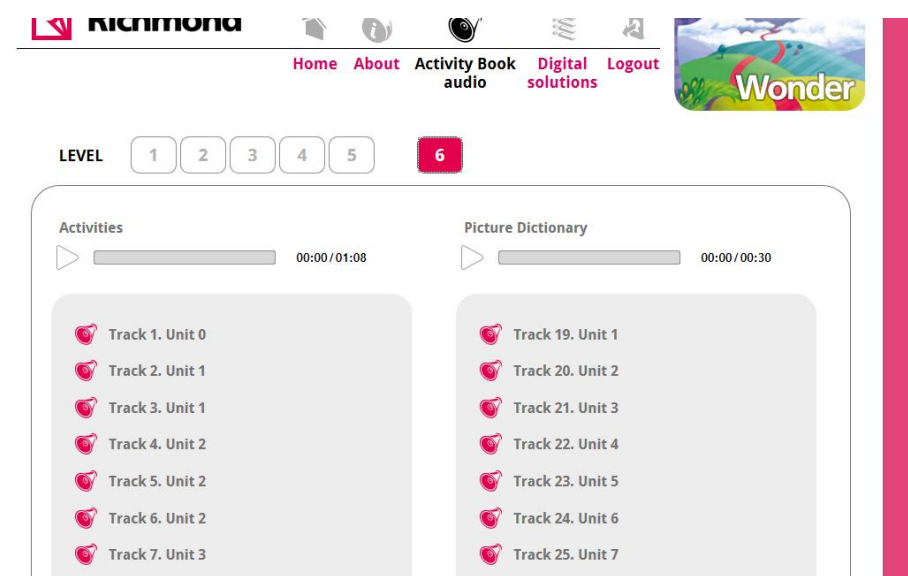 Richmond
Home About Activity Book audio Digital solutions Logout
Wonder
LEVEL 1 2 3 4 5 6
Activities
00:00/01:08
Track 1. Unit 0
Track 2. Unit 1
Track 3. Unit 1
Track 4. Unit 2
Track 5. Unit 2
Track 6. Unit 2
Track 7. Unit 3
Picture Dictionary
00:00/00:30
Track 19. Unit 1
Track 20. Unit 2
Track 21. Unit 3
Track 22. Unit 4
Track 23. Unit 5
Track 24. Unit 6
Track 25. Unit 7